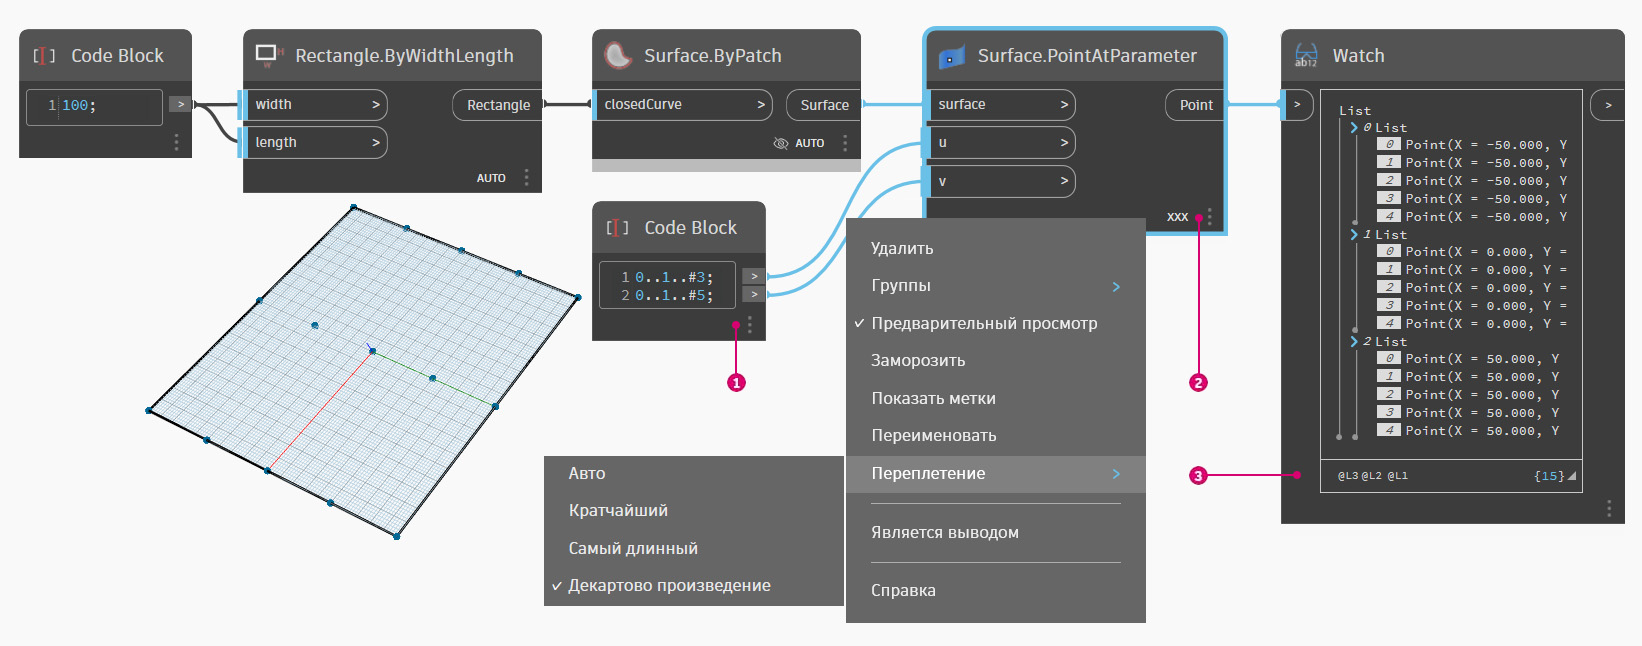 Code Block
1 100;
>
Rectangle.ByWidthLength
width >
Rectangle
length >
AUTO
Surface.ByPatch
closedCurve >
Surface
AUTO
Code Block
1 0..1..#3;
2 0..1..#5;
>
>
1
Surface.PointAtParameter
surface >
Point
u >
v >
XXX
2
Удалить
Группы >
✓ Предварительный просмотр
Заморозить
Показать метки
Переименовать
Переплетение >
Является выводом
Справка
Авто
Кратчайший
Самый длинный
✓ Декартово произведение
ab12
Watch
>
>
List
0 List
0 Point(X = -50.000, Y
1 Point(X = -50.000, Y
2 Point(X = -50.000, Y
3 Point(X = -50.000, Y
4 Point(X = -50.000, Y
1 List
0 Point(X = 0.000, Y =
1 Point(X = 0.000, Y =
2 Point(X = 0.000, Y =
3 Point(X = 0.000, Y =
4 Point(X = 0.000, Y =
2 List
0 Point(X = 50.000, Y
1 Point(X = 50.000, Y
2 Point(X = 50.000, Y
3 Point(X = 50.000, Y
4 Point(X = 50.000, Y
@L3 @L2 @L1 {15}
3